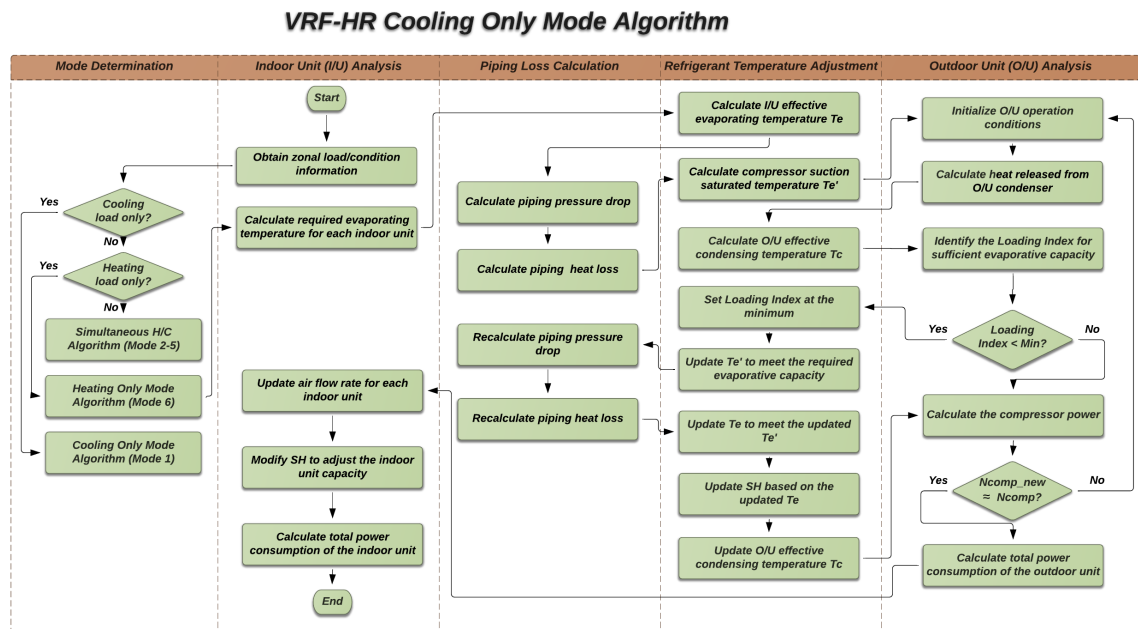 VRF-HR Cooling Only Mode Algorithm
Mode Determination
Indoor Unit (I/U) Analysis
Piping Loss Calculation
Refrigerant Temperature Adjustment
Outdoor Unit (O/U) Analysis
Start
Obtain zonal load/condition
information
Calculate required evaporating
temperature for each indoor unit
Yes
Cooling
load only?
No
Yes
Heating
load only?
No
Simultaneous H/C
Algorithm (Mode 2-5)
Heating Only Mode
Algorithm (Mode 6)
Cooling Only Mode
Algorithm (Mode 1)
Update air flow rate for each
indoor unit
Modify SH to adjust the indoor
unit capacity
Calculate total power
consumption of the indoor unit
End
Calculate piping pressure drop
Calculate piping  heat loss
Recalculate piping pressure
drop
Recalculate piping heat loss
Calculate I/U effective
evaporating temperature Te
Calculate compressor suction
saturated temperature Te'
Calculate O/U effective
condensing temperature Tc
Set Loading Index at the
minimum
Update Te' to meet the required
evaporative capacity
Update Te to meet the updated
Te'
Update SH based on the
updated Te
Update O/U effective
condensing temperature Tc
Initialize O/U operation
conditions
Calculate heat released from
O/U condenser
Identify the Loading Index for
sufficient evaporative capacity
Yes
Loading
Index < Min?
No
Calculate the compressor power
Yes
Ncomp_new
≈ Ncomp?
No
Calculate total power
consumption of the outdoor unit